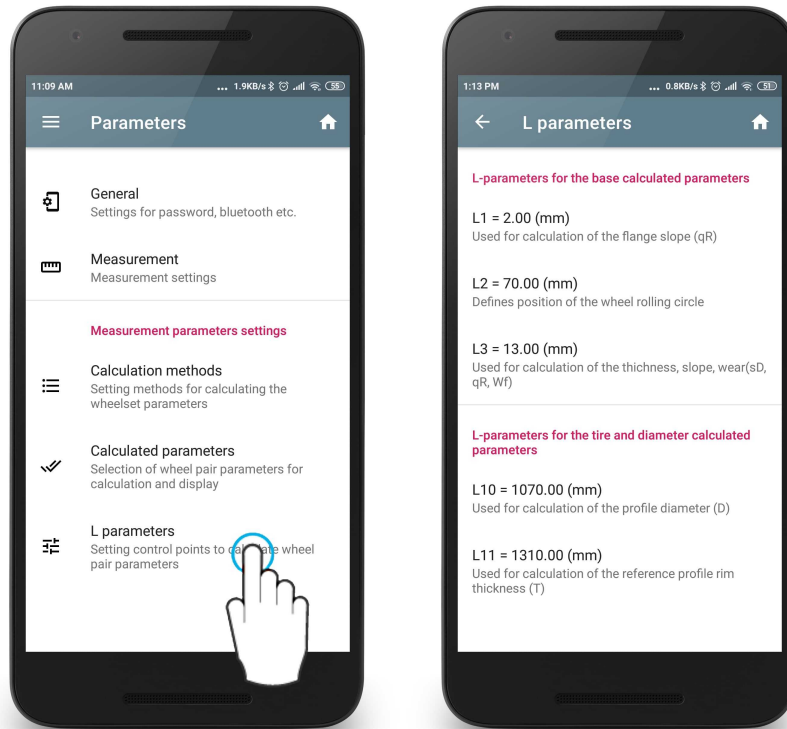 11:09 AM
... 1.9KB/s 55
Parameters
General
Settings for password, bluetooth etc.
Measurement
Measurement settings
Measurement parameters settings
Calculation methods
Setting methods for calculating the
wheelset parameters
Calculated parameters
Selection of wheel pair parameters for
calculation and display
L parameters
Setting control points to calculate wheel
pair parameters
1:13 PM
... 0.8KB/s 51
L parameters
L-parameters for the base calculated parameters
L1 = 2.00 (mm)
Used for calculation of the flange slope (qR)
L2 = 70.00 (mm)
Defines position of the wheel rolling circle
L3 = 13.00 (mm)
Used for calculation of the thichness, slope, wear(sD,
qR, Wf)
L-parameters for the tire and diameter calculated
parameters
L10 = 1070.00 (mm)
Used for calculation of the profile diameter (D)
L11 = 1310.00 (mm)
Used for calculation of the reference profile rim
thickness (T)